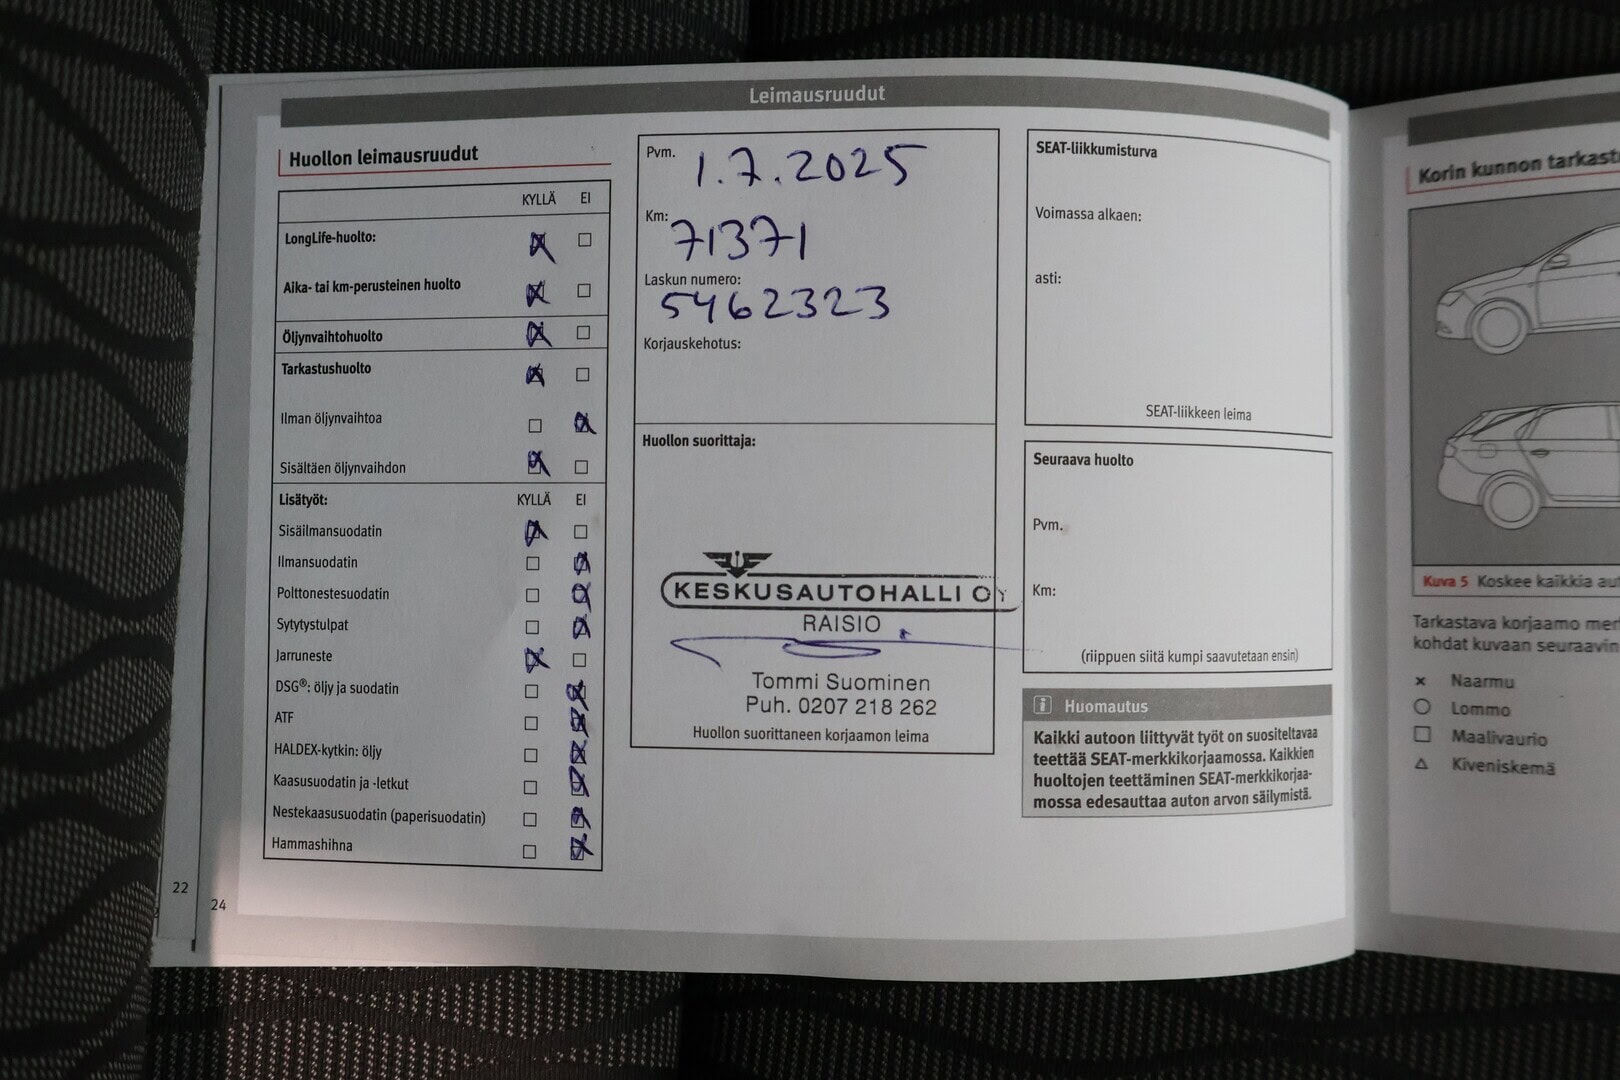 Leimausruudut
Huollon leimausruudut
KYLLÄ EI
LongLife-huolto:
Aika- tai km-perusteinen huolto
Öljynvaihtohuolto
Tarkastushuolto
Ilman öljynvaihtoa
Sisältäen öljynvaihdon
Lisätyöt: KYLLÄ EI
Sisäilmansuodatin
Ilmansuodatin
Polttonestesuodatin
Sytytystulpat
Jarruneste
DSG®: öljy ja suodatin
ATF
HALDEX-kytkin: öljy
Kaasusuodatin ja -letkut
Nestekaasusuodatin (paperisuodatin)
Hammashihna
22
24
Pvm. 1.7.2025
Km: 71371
Laskun numero:
5462323
Korjauskehotus:
Huollon suorittaja:
KESKUSAUTOHALLI OY
RAISIO
Tommi Suominen
Puh. 0207 218 262
Huollon suorittaneen korjaamon leima
SEAT-liikkumisturva
Voimassa alkaen:
asti:
SEAT-liikkeen leima
Seuraava huolto
Pvm.
Km:
(riippuen siitä kumpi saavutetaan ensin)
i Huomautus
Kaikki autoon liittyvät työt on suositeltavaa
teettää SEAT-merkkikorjaamossa. Kaikkien
huoltojen teettäminen SEAT-merkkikorjaa-
mossa edesauttaa auton arvon säilymistä.
Korin kunnon tarkast
Kuva 5 Koskee kaikkia aut
Tarkastava korjaamo mer
kohdat kuvaan seuraavin
x Naarmu
Lommo
Maalivaurio
Kiveniskemä